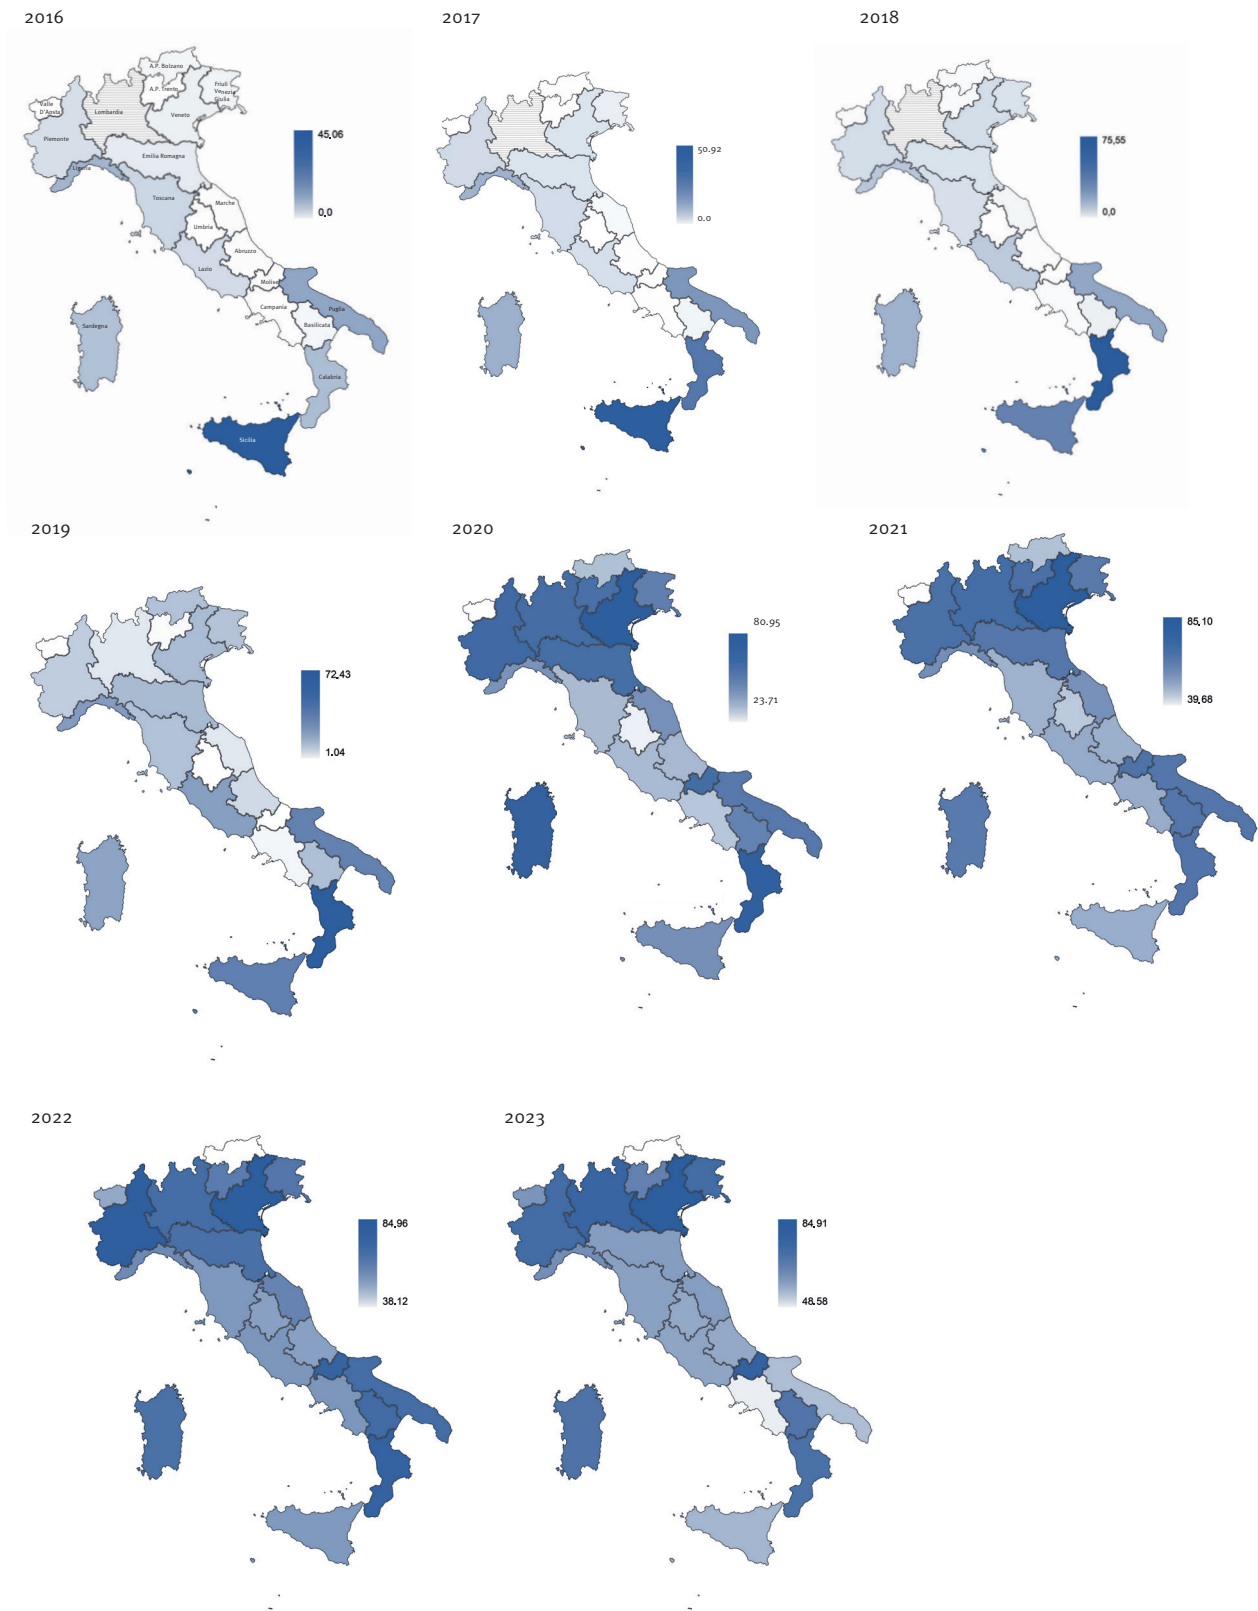 2016
2017
2018
A.P. Bolzano
A.P. Trento
Friuli
Venezia
Giulia
Valle
D'Aosta
Lombardia
Veneto
Piemonte
Emilia Romagna
Liguria
Toscana
Marche
Umbria
Abruzzo
Lazio
Molise
Campania
Puglia
Basilicata
Sardegna
Calabria
Sicilia
45,06
0,0
50.92
0.0
75,55
0,0
2019
2020
2021
72.43
1.04
80.95
23.71
85.10
39.68
2022
2023
84.96
38.12
84.91
48.58